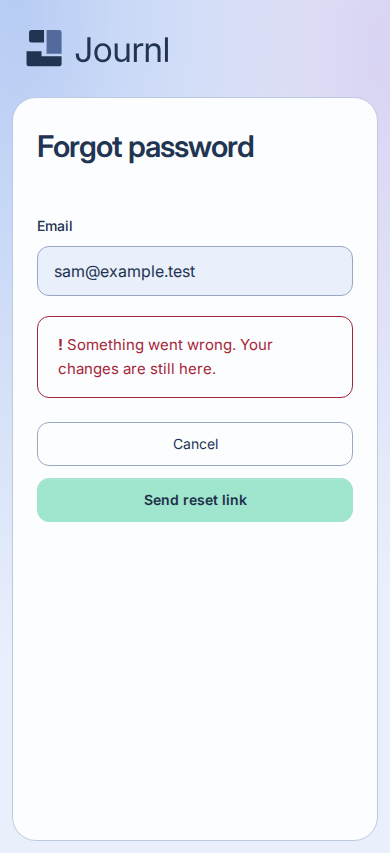 Journl
Forgot password
Email
sam@example.test
! Something went wrong. Your
changes are still here.
Cancel
Send reset link